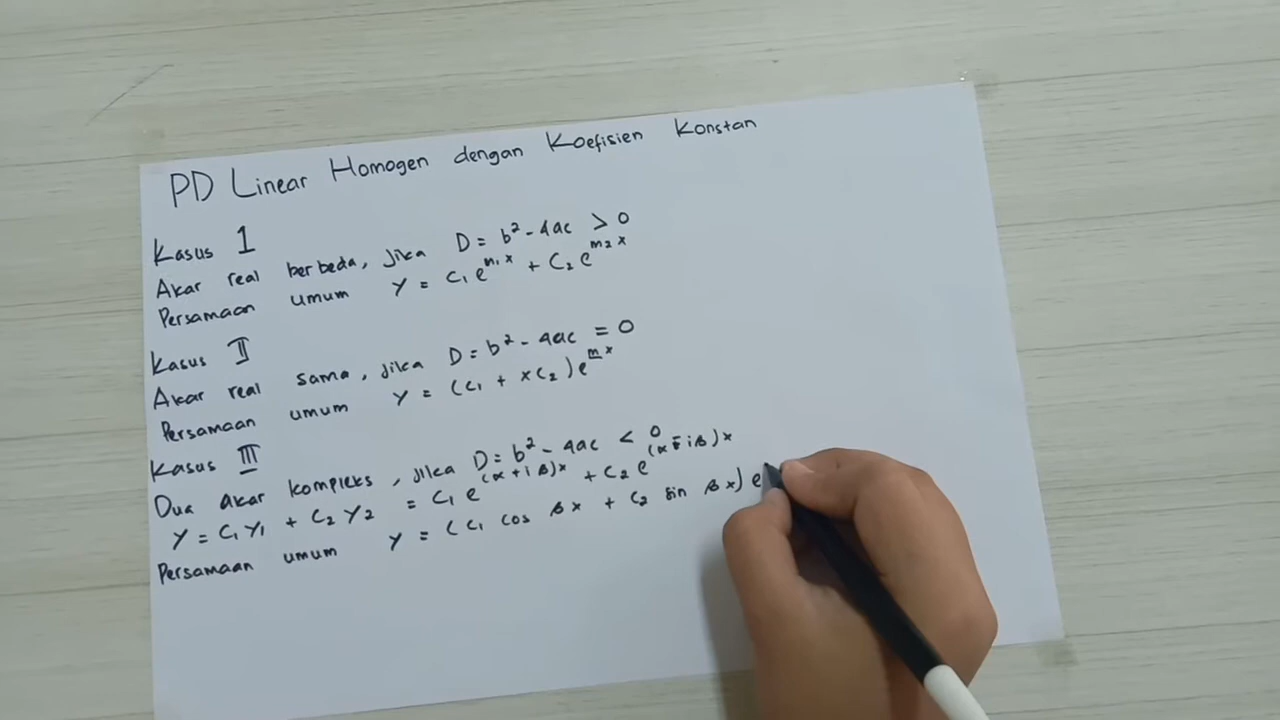 PD Linear Homogen dengan Koefisien Konstan
Kasus I
Akar real berbeda, jika D = b² - 4ac > 0
Persamaan umum y = C₁ e^m₁x + C₂ e^m₂x
Kasus II
Akar real sama, jika D = b² - 4ac = 0
Persamaan umum y = (C₁ + xC₂) e^mx
Kasus III
Dua akar kompleks, jika D = b² - 4ac < 0
y = C₁y₁ + C₂y₂ = C₁ e^(α+iβ)x + C₂ e^(α-iβ)x
Persamaan umum y = (C₁ cos βx + C₂ sin βx) e